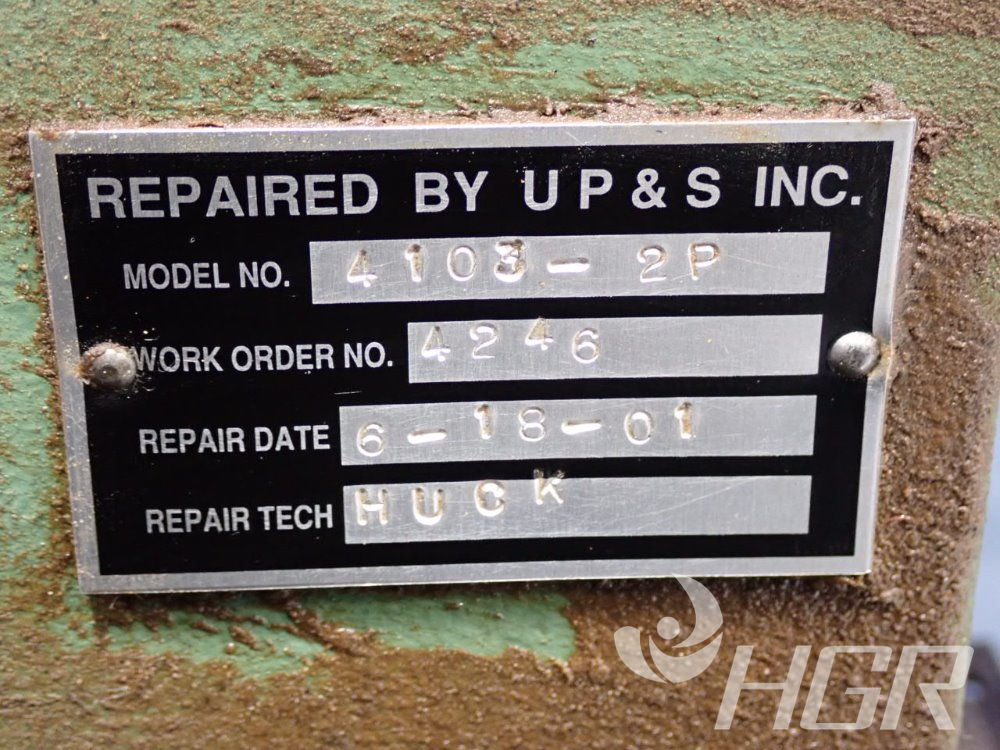 REPAIRED BY U P & S INC.
MODEL NO. 4103-2P
WORK ORDER NO. 4246
REPAIR DATE 6-18-01
REPAIR TECH HUCK
HGR